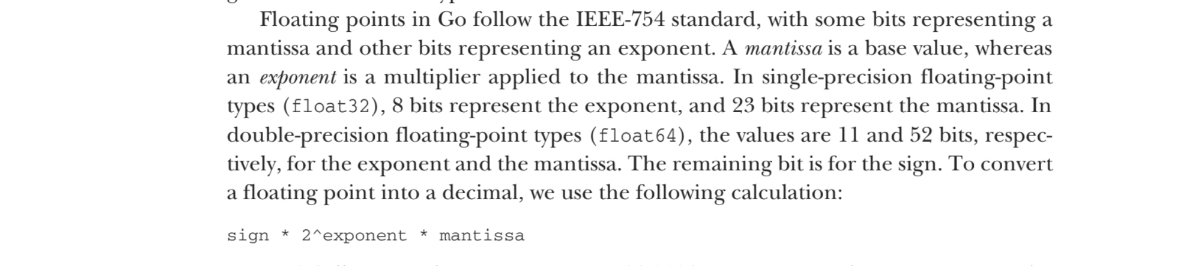 Floating points in Go follow the IEEE-754 standard, with some bits representing a
mantissa and other bits representing an exponent. A mantissa is a base value, whereas
an exponent is a multiplier applied to the mantissa. In single-precision floating-point
types (float32), 8 bits represent the exponent, and 23 bits represent the mantissa. In
double-precision floating-point types (float64), the values are 11 and 52 bits, respec-
tively, for the exponent and the mantissa. The remaining bit is for the sign. To convert
a floating point into a decimal, we use the following calculation:
sign * 2^exponent * mantissa